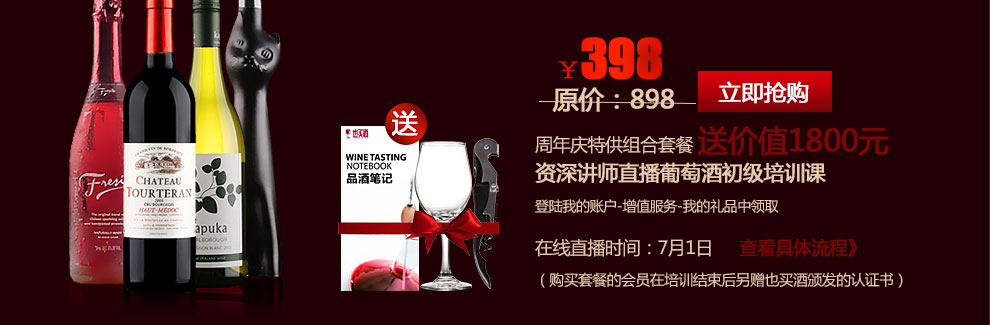 Fresi
CHATEAU
TOURTERAN
CRU BOURGEOIS
HAUT-MÉDOC
apuka
送
也买酒
WINE TASTING
NOTEBOOK
品酒笔记
¥398
原价：898
立即抢购
周年庆特供组合套餐 送价值1800元
资深讲师直播葡萄酒初级培训课
登陆我的账户-增值服务-我的礼品中领取
在线直播时间：7月1日 查看具体流程》
（购买套餐的会员在培训结束后另赠也买酒颁发的认证书）